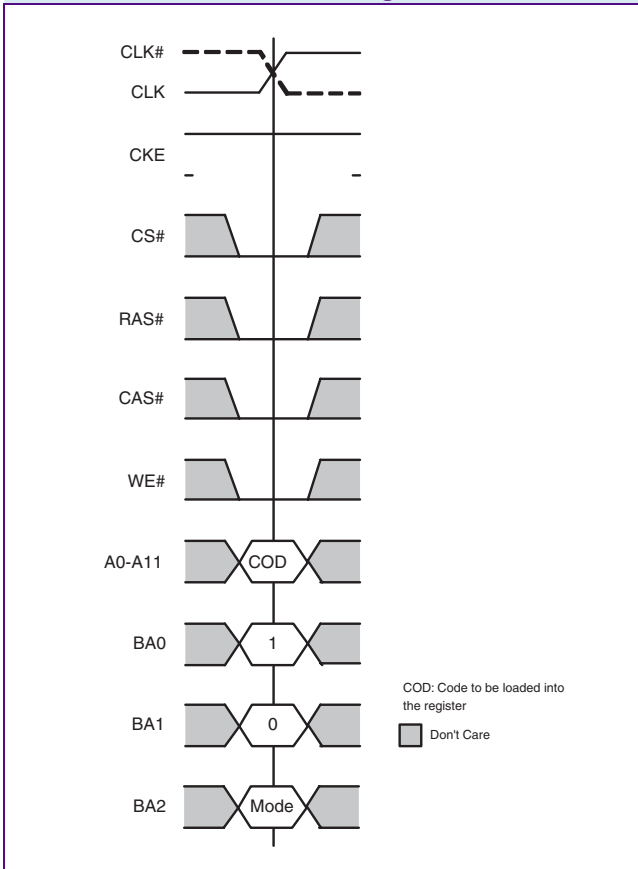 CLK#
CLK
CKE
CS#
RAS#
CAS#
WE#
A0-A11 COD
BA0 1
BA1 0
BA2 Mode
COD: Code to be loaded into
the register
Don't Care